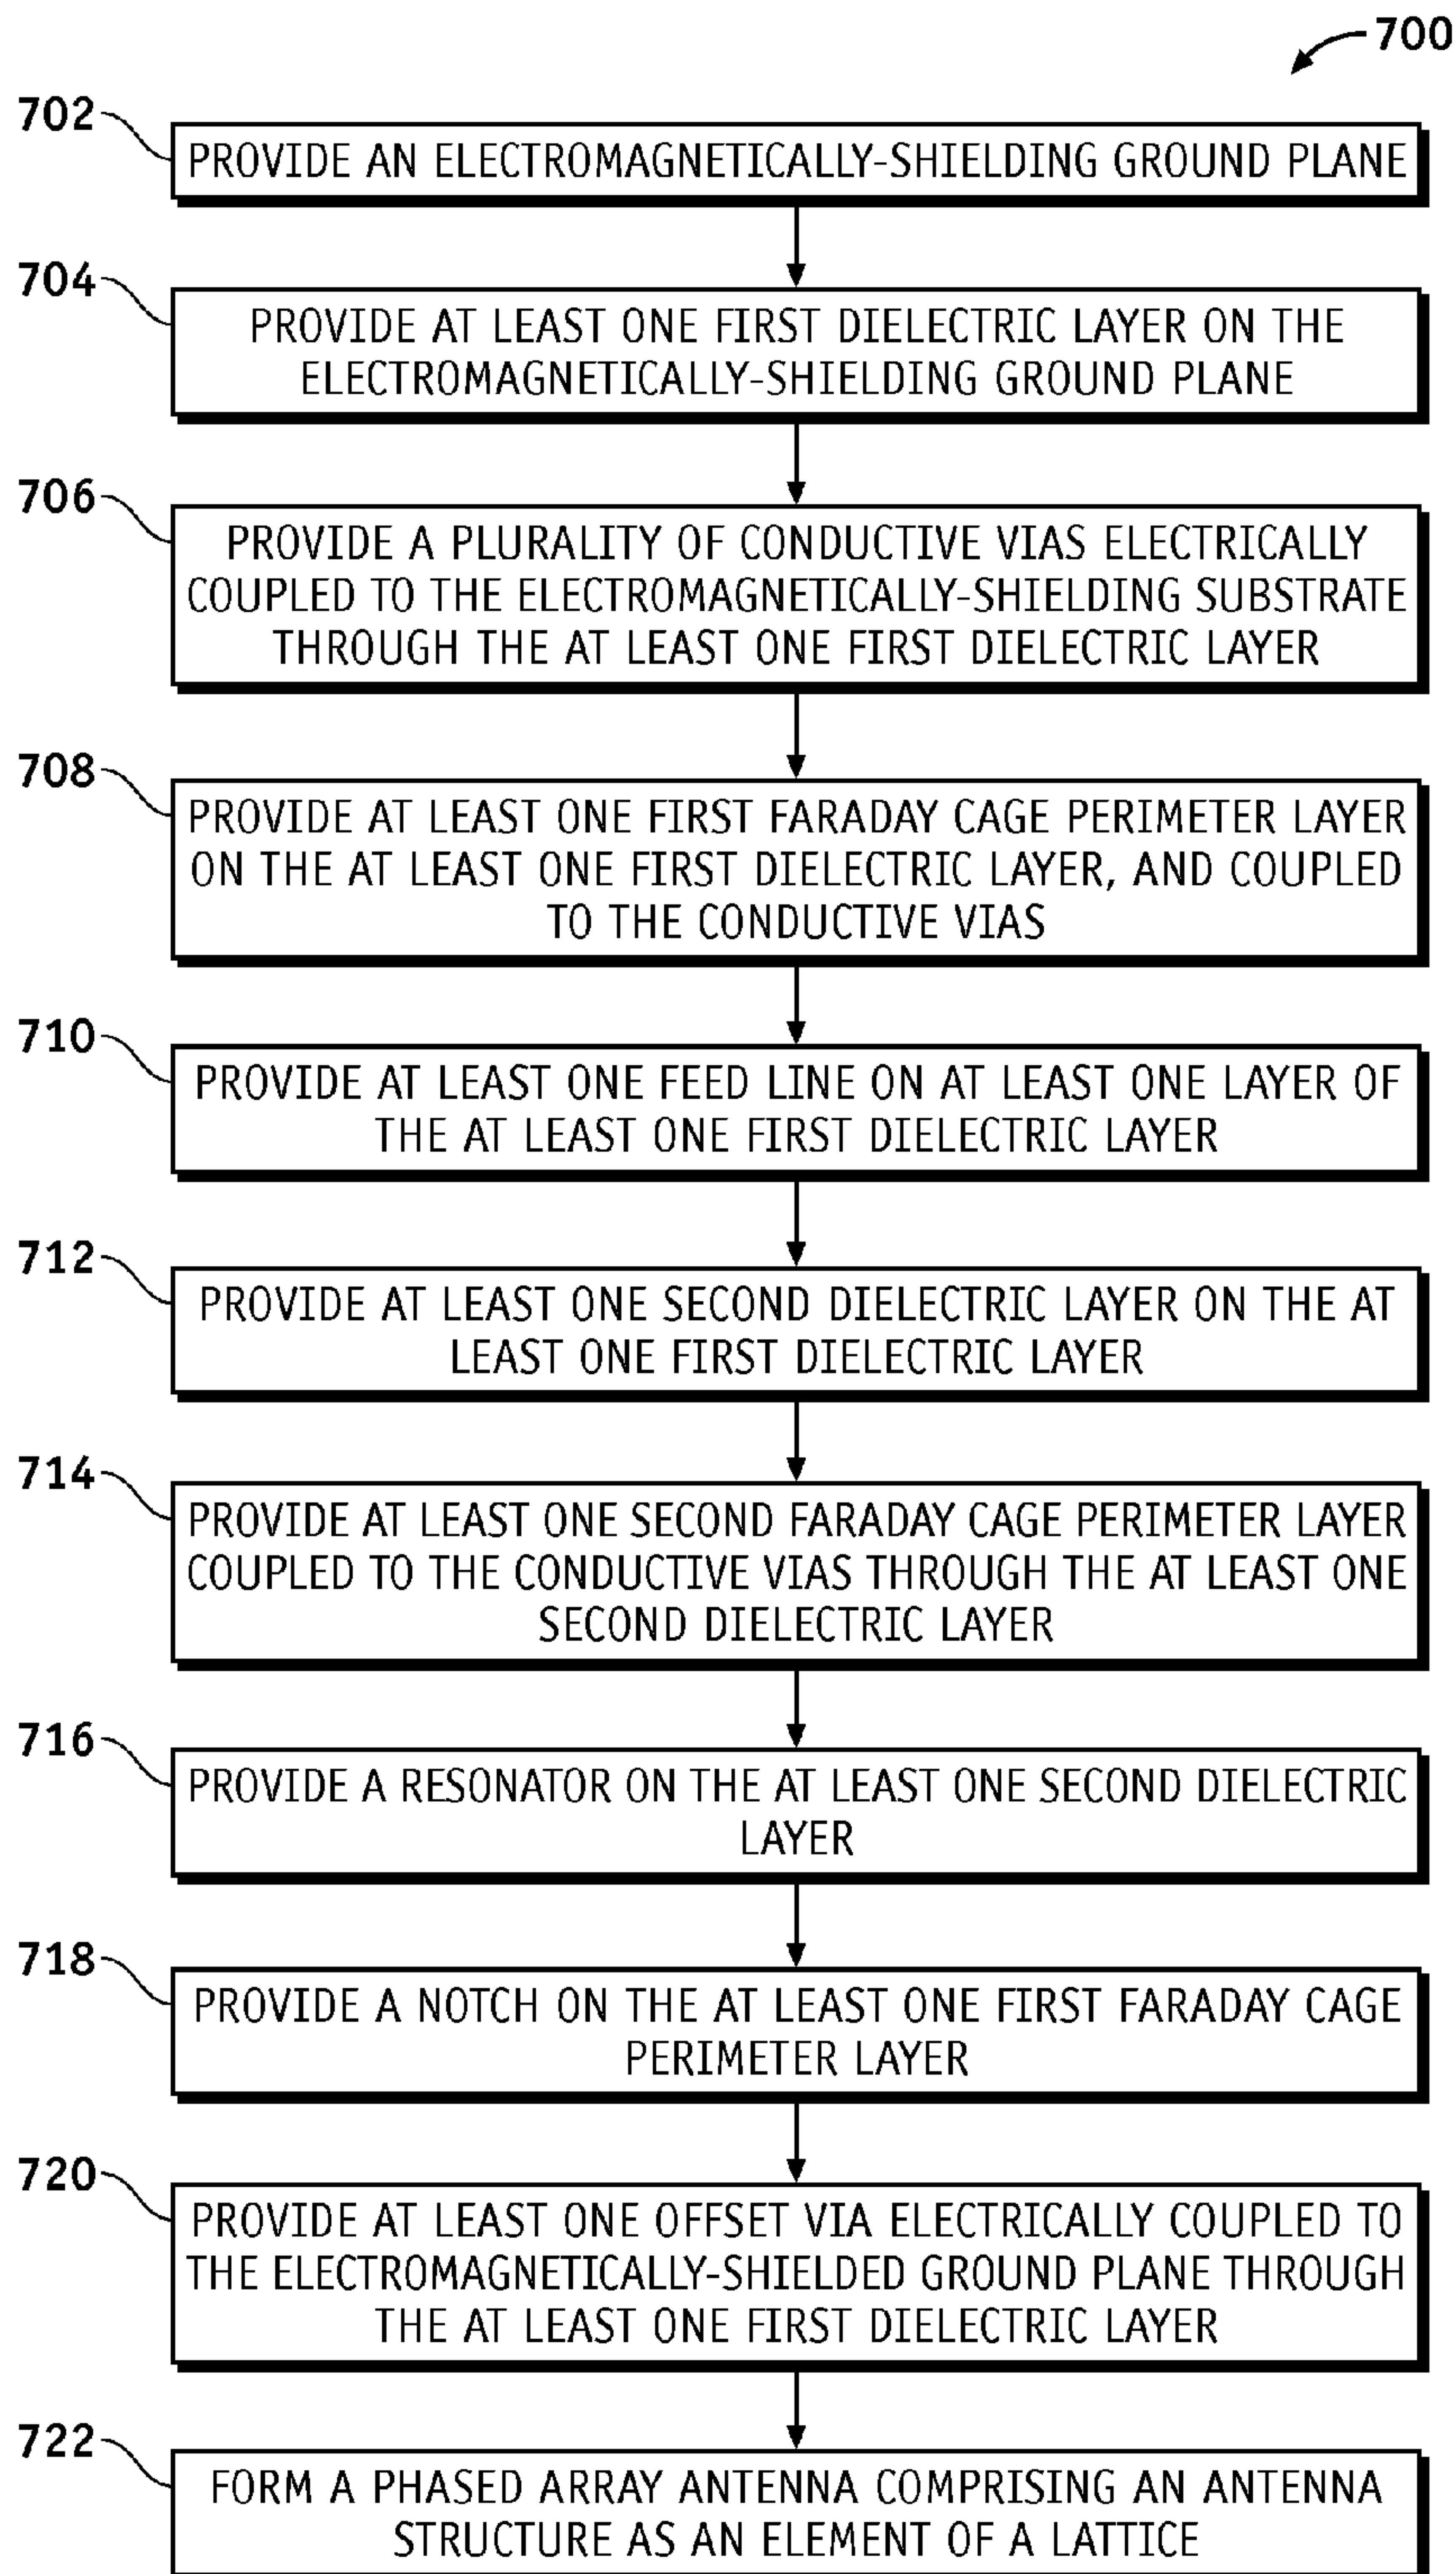 700
702
PROVIDE AN ELECTROMAGNETICALLY-SHIELDING GROUND PLANE
704
PROVIDE AT LEAST ONE FIRST DIELECTRIC LAYER ON THE
ELECTROMAGNETICALLY-SHIELDING GROUND PLANE
706
PROVIDE A PLURALITY OF CONDUCTIVE VIAS ELECTRICALLY
COUPLED TO THE ELECTROMAGNETICALLY-SHIELDING SUBSTRATE
THROUGH THE AT LEAST ONE FIRST DIELECTRIC LAYER
708
PROVIDE AT LEAST ONE FIRST FARADAY CAGE PERIMETER LAYER
ON THE AT LEAST ONE FIRST DIELECTRIC LAYER, AND COUPLED
TO THE CONDUCTIVE VIAS
710
PROVIDE AT LEAST ONE FEED LINE ON AT LEAST ONE LAYER OF
THE AT LEAST ONE FIRST DIELECTRIC LAYER
712
PROVIDE AT LEAST ONE SECOND DIELECTRIC LAYER ON THE AT
LEAST ONE FIRST DIELECTRIC LAYER
714
PROVIDE AT LEAST ONE SECOND FARADAY CAGE PERIMETER LAYER
COUPLED TO THE CONDUCTIVE VIAS THROUGH THE AT LEAST ONE
SECOND DIELECTRIC LAYER
716
PROVIDE A RESONATOR ON THE AT LEAST ONE SECOND DIELECTRIC
LAYER
718
PROVIDE A NOTCH ON THE AT LEAST ONE FIRST FARADAY CAGE
PERIMETER LAYER
720
PROVIDE AT LEAST ONE OFFSET VIA ELECTRICALLY COUPLED TO
THE ELECTROMAGNETICALLY-SHIELDED GROUND PLANE THROUGH
THE AT LEAST ONE FIRST DIELECTRIC LAYER
722
FORM A PHASED ARRAY ANTENNA COMPRISING AN ANTENNA
STRUCTURE AS AN ELEMENT OF A LATTICE